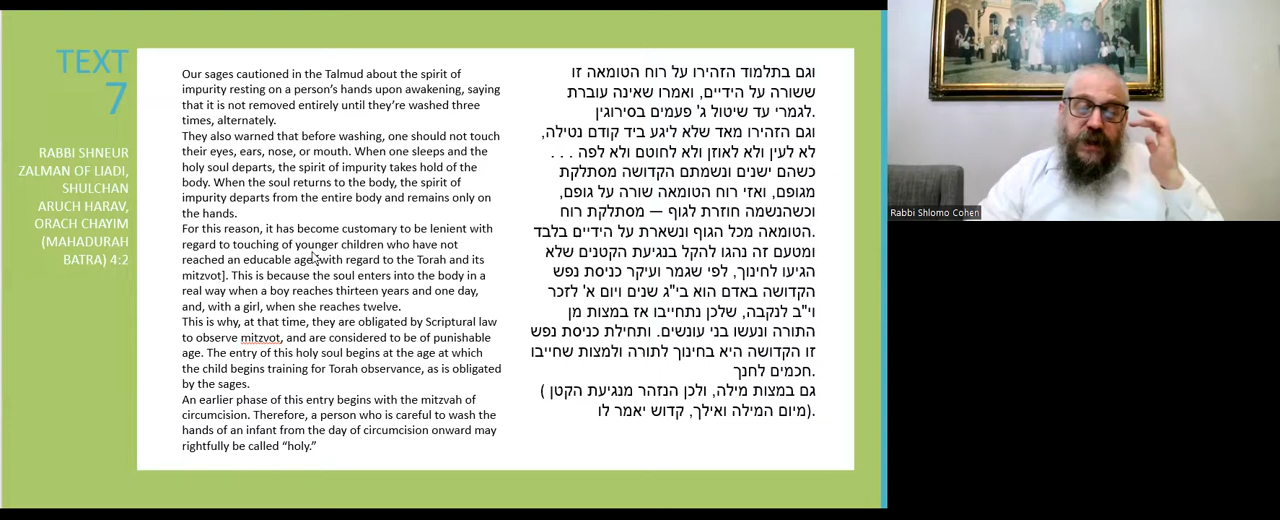 TEXT
7
RABBI SHNEUR
ZALMAN OF LIADI,
SHULCHAN
ARUCH HARAV,
ORACH CHAYIM
(MAHADURAH
BATRA) 4:2
Our sages cautioned in the Talmud about the spirit of
impurity resting on a person's hands upon awakening, saying
that it is not removed entirely until they're washed three
times, alternately.
They also warned that before washing, one should not touch
their eyes, ears, nose, or mouth. When one sleeps and the
holy soul departs, the spirit of impurity takes hold of the
body. When the soul returns to the body, the spirit of
impurity departs from the entire body and remains only on
the hands.
For this reason, it has become customary to be lenient with
regard to touching of younger children who have not
reached an educable age with regard to the Torah and its
mitzvot]. This is because the soul enters into the body in a
real way when a boy reaches thirteen years and one day,
and, with a girl, when she reaches twelve.
This is why, at that time, they are obligated by Scriptural law
to observe mitzvot, and are considered to be of punishable
age. The entry of this holy soul begins at the age at which
the child begins training for Torah observance, as is obligated
by the sages.
An earlier phase of this entry begins with the mitzvah of
circumcision. Therefore, a person who is careful to wash the
hands of an infant from the day of circumcision onward may
rightfully be called “holy.”
וגם בתלמוד הזהירו על רוח הטומאה זו
ששורה על הידיים, ואמרו שאינה עוברת
לגמרי עד שיטול ג' פעמים בסירוגין.
וגם הזהירו מאד שלא ליגע ביד קודם נטילה,
לא לעין ולא לאוזן ולא לחוטם ולא לפה . . .
כשהם ישנים ונשמתם הקדושה מסתלקת
מגופם, ואזי רוח הטומאה שורה על גופם,
וכשהנשמה חוזרת לגוף — מסתלקת רוח
הטומאה מכל הגוף ונשארת על הידיים בלבד.
ומטעם זה נהגו להקל בנגיעת הקטנים שלא
הגיעו לחינוך, לפי שגמר ועיקר כניסת נפש
הקדושה באדם הוא בי"ג שנים ויום א' לזכר
וי"ב לנקבה, שלכן נתחייבו אז במצות מן
התורה ונעשו בני עונשים. ותחילת כניסת נפש
זו הקדושה היא בחינוך לתורה ולמצות שחייבו
חכמים לחנך.
גם במצות מילה, ולכן הנזהר מנגיעת הקטן (
מיום המילה ואילך, קדוש יאמר לו).
Rabbi Shlomo Cohen